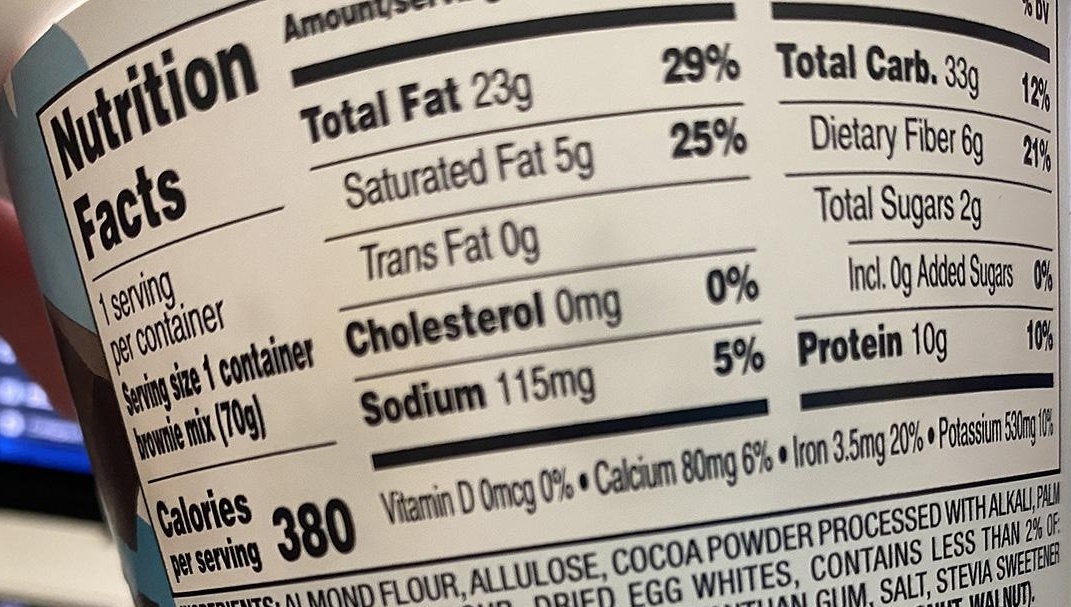 Nutrition
Facts
1 serving
per container
Serving size 1 container
brownie mix (70g)
Calories
per serving 380
% DV
Total Fat 23g 29%
Saturated Fat 5g 25%
Trans Fat 0g
Cholesterol 0mg 0%
Sodium 115mg 5%
Total Carb. 33g 12%
Dietary Fiber 6g 21%
Total Sugars 2g
Incl. 0g Added Sugars 0%
Protein 10g 10%
Vitamin D 0mcg 0% • Calcium 80mg 6% • Iron 3.5mg 20% • Potassium 530mg 10%
ALMOND FLOUR, ALLULOSE, COCOA POWDER PROCESSED WITH ALKALI, PALM
DRIED EGG WHITES, CONTAINS LESS THAN 2% OF:
GUM, SALT, STEVIA SWEETENER
WALNUT).